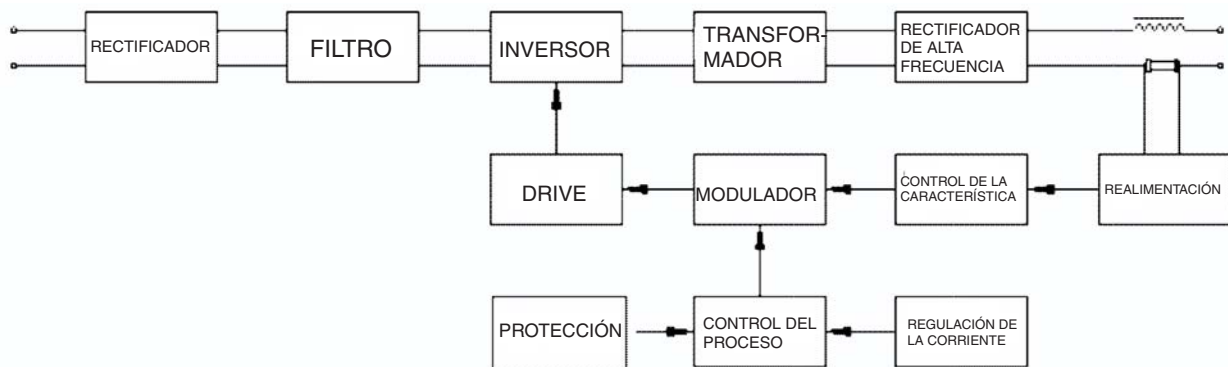 RECTIFICADOR
FILTRO
INVERSOR
TRANSFOR-
MADOR
RECTIFICADOR
DE ALTA
FRECUENCIA
DRIVE
MODULADOR
CONTROL DE LA
CARACTERÍSTICA
REALIMENTACIÓN
PROTECCIÓN
CONTROL DEL
PROCESO
REGULACIÓN DE
LA CORRIENTE